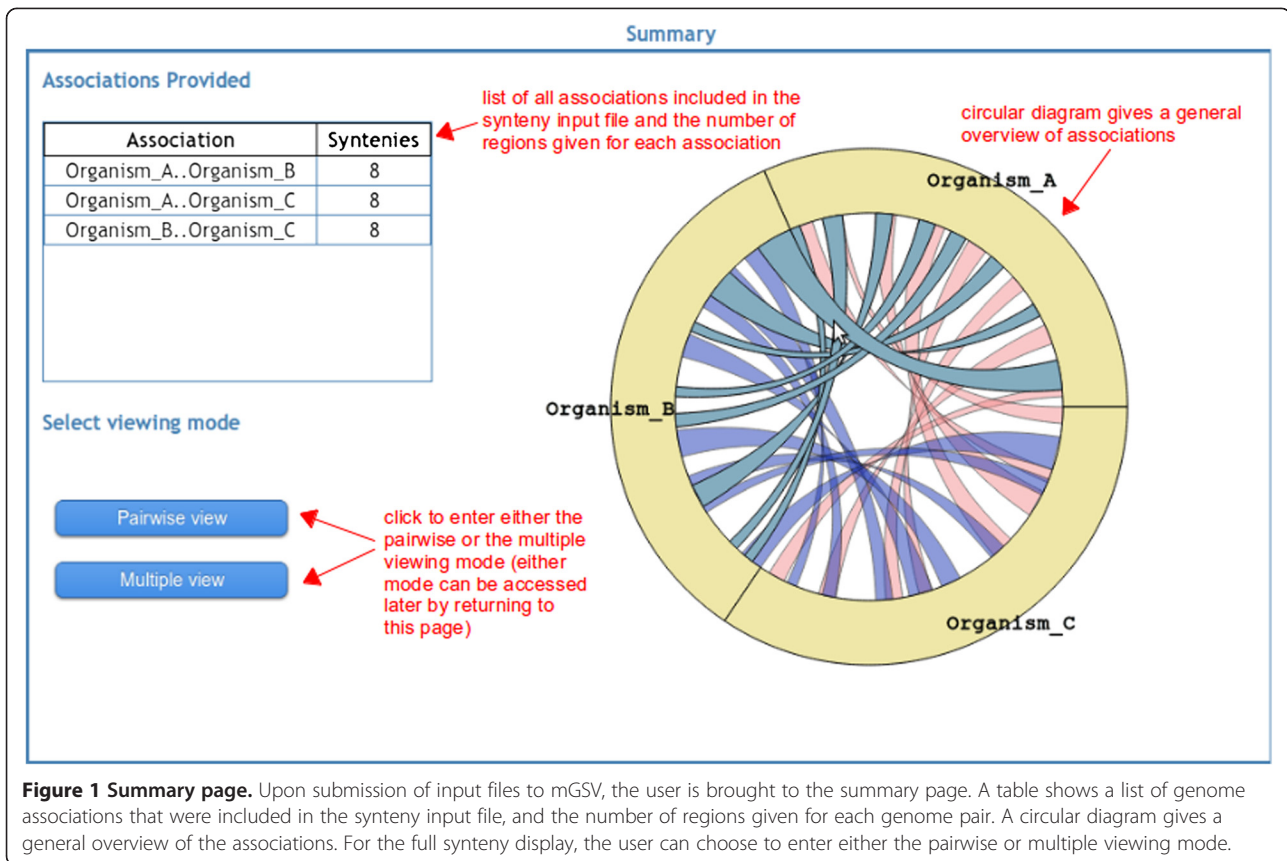 Summary
Associations Provided
Association Syntenies
Organism_A..Organism_B 8
Organism_A..Organism_C 8
Organism_B..Organism_C 8
list of all associations included in the
synteny input file and the number of
regions given for each association
circular diagram gives a general
overview of associations
Organism_A
Organism_B
Organism_C
Select viewing mode
Pairwise view
Multiple view
click to enter either the
pairwise or the multiple
viewing mode (either
mode can be accessed
later by returning to
this page)
Figure 1 Summary page. Upon submission of input files to mGSV, the user is brought to the summary page. A table shows a list of genome
associations that were included in the synteny input file, and the number of regions given for each genome pair. A circular diagram gives a
general overview of the associations. For the full synteny display, the user can choose to enter either the pairwise or multiple viewing mode.